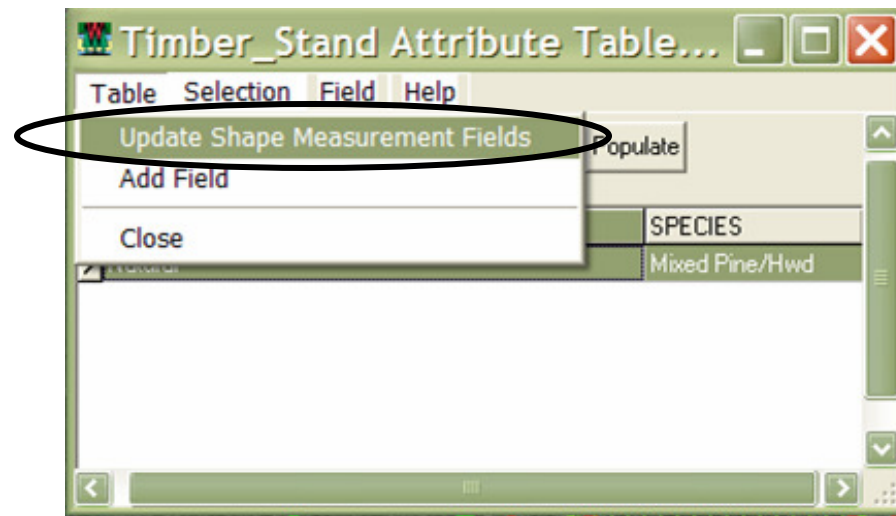 Timber_Stand Attribute Table...
Table Selection Field Help
Update Shape Measurement Fields
Populate
Add Field
Close
SPECIES
Natural Mixed Pine/Hwd